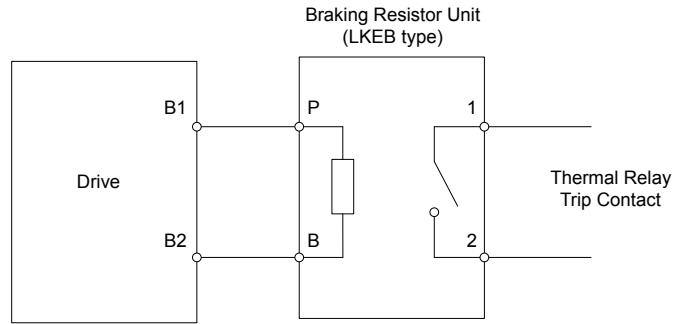 Braking Resistor Unit
(LKEB type)
B1
P
1
Drive
Thermal Relay
Trip Contact
B2
B
2